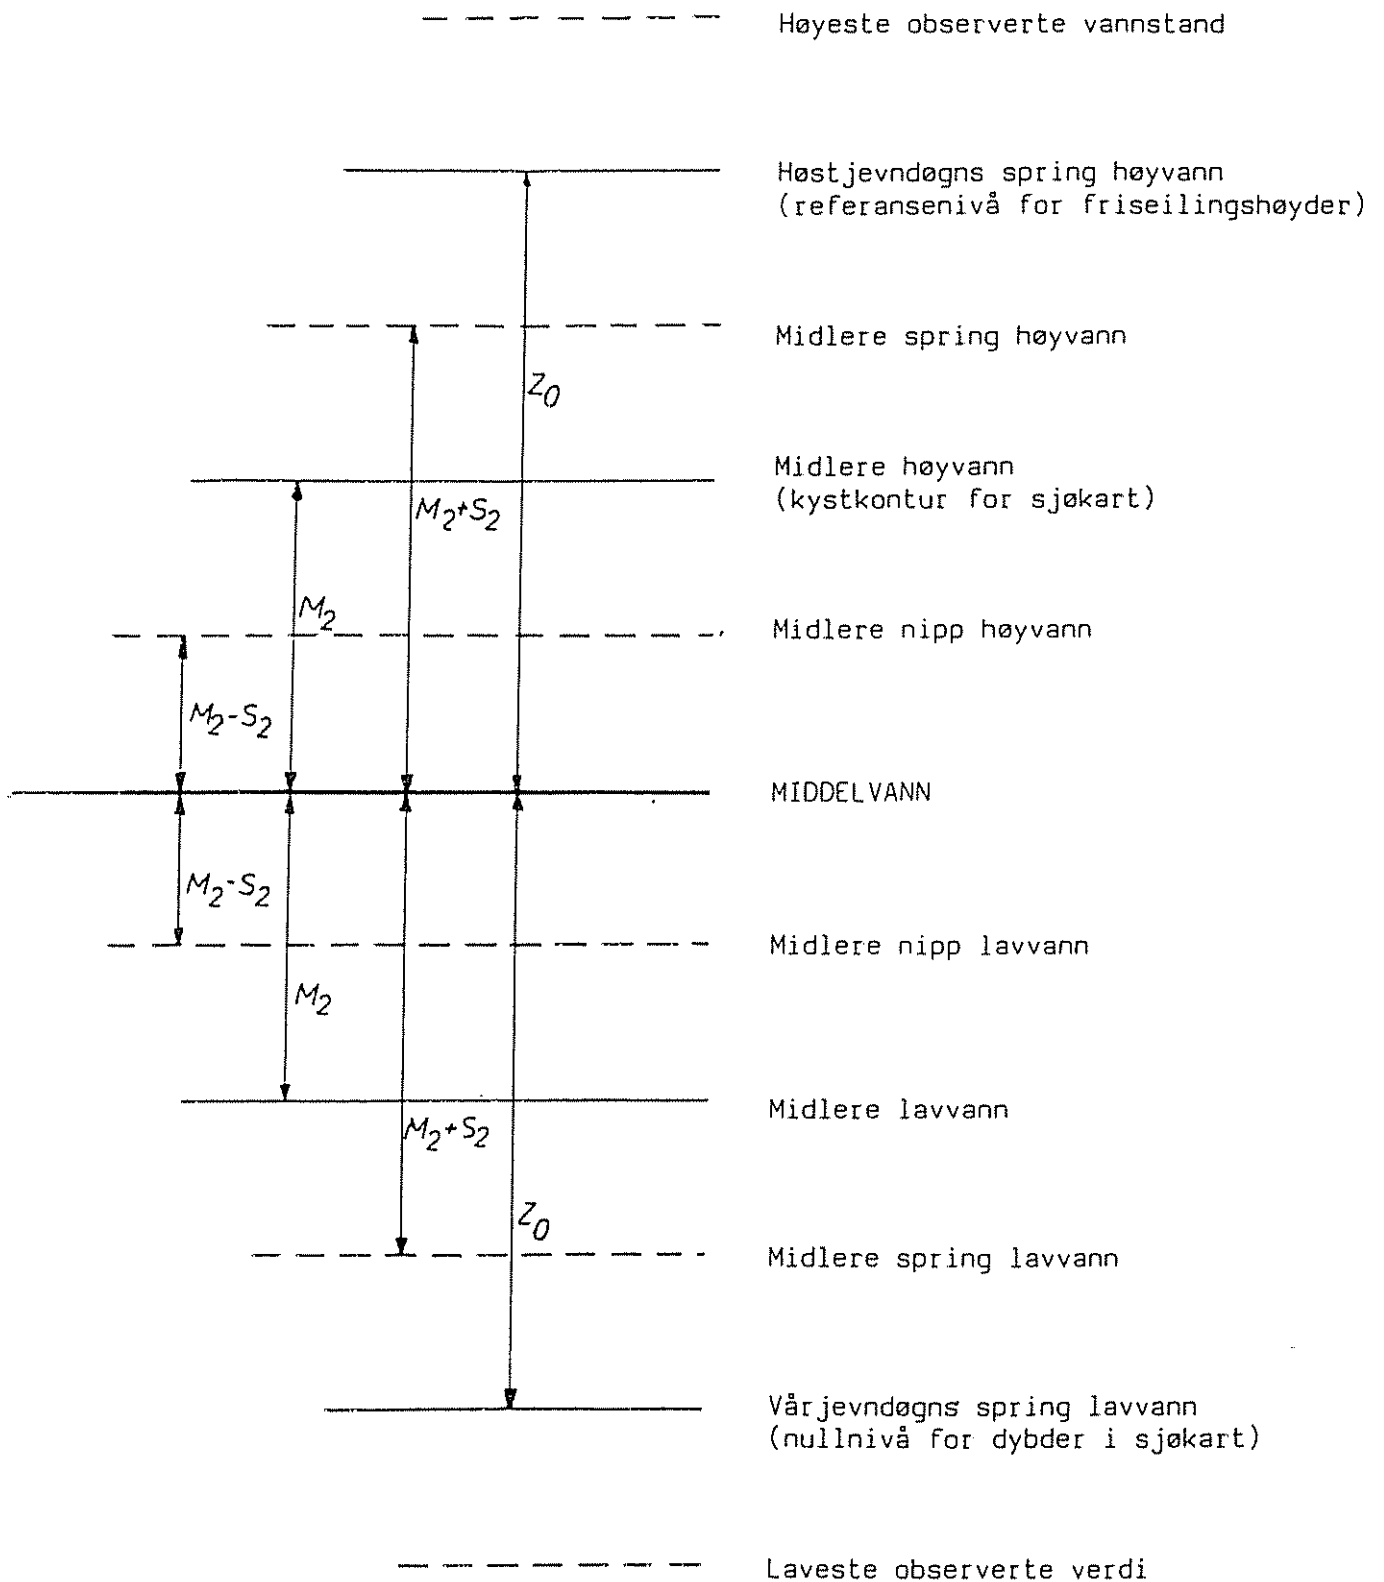 Høyeste observerte vannstand
Høstjevndøgns spring høyvann
(referansenivå for friseilingshøyder)
Midlere spring høyvann
Z0
Midlere høyvann
(kystkontur for sjøkart)
M2+S2
M2
Midlere nipp høyvann
M2-S2
MIDDELVANN
M2-S2
Midlere nipp lavvann
M2
Midlere lavvann
M2+S2
Z0
Midlere spring lavvann
Vårjevndøgns spring lavvann
(nullnivå for dybder i sjøkart)
Laveste observerte verdi